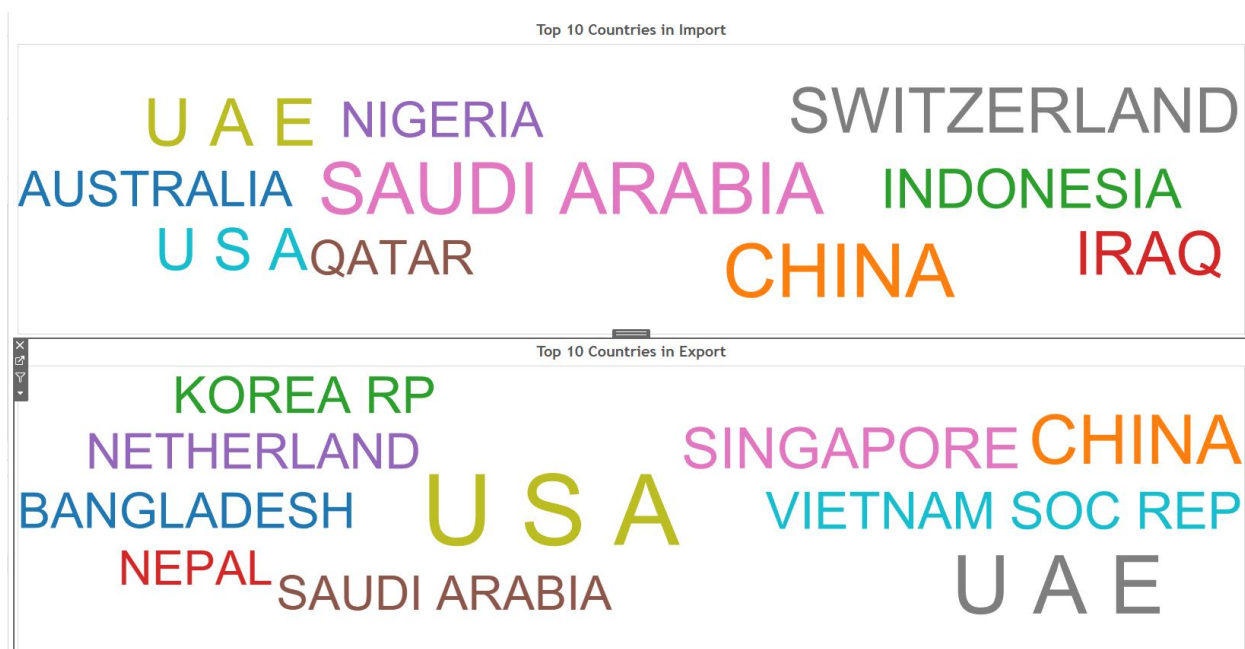 Top 10 Countries in Import
U A E NIGERIA SWITZERLAND
AUSTRALIA SAUDI ARABIA INDONESIA
U S A QATAR CHINA IRAQ
Top 10 Countries in Export
KOREA RP
NETHERLAND SINGAPORE CHINA
BANGLADESH U S A VIETNAM SOC REP
NEPAL SAUDI ARABIA U A E